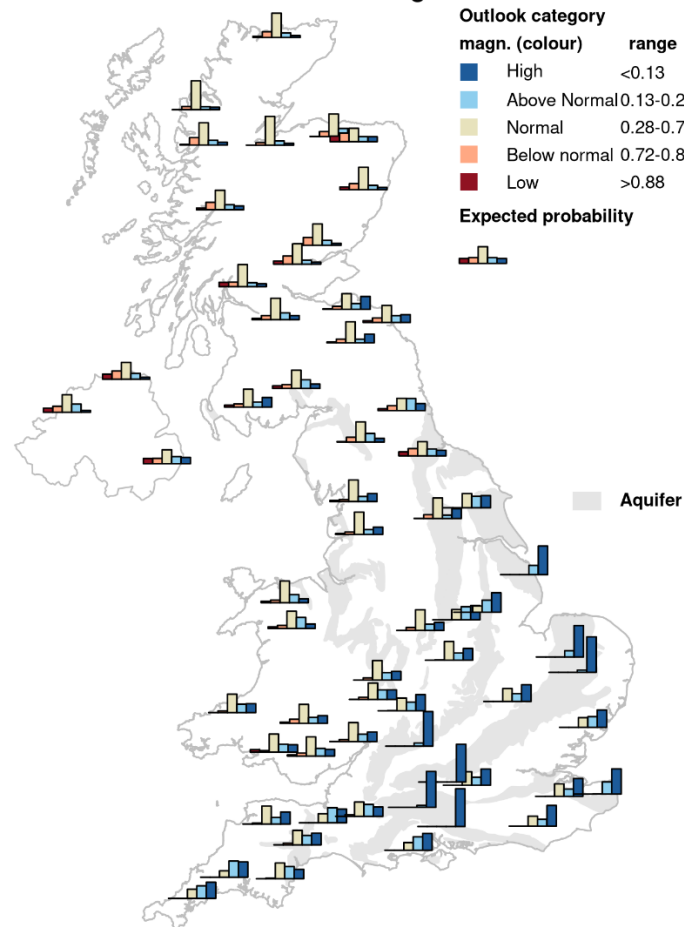 Outlook category
magn. (colour) range
High <0.13
Above Normal 0.13-0.2
Normal 0.28-0.7
Below normal 0.72-0.8
Low >0.88
Expected probability
Aquifer